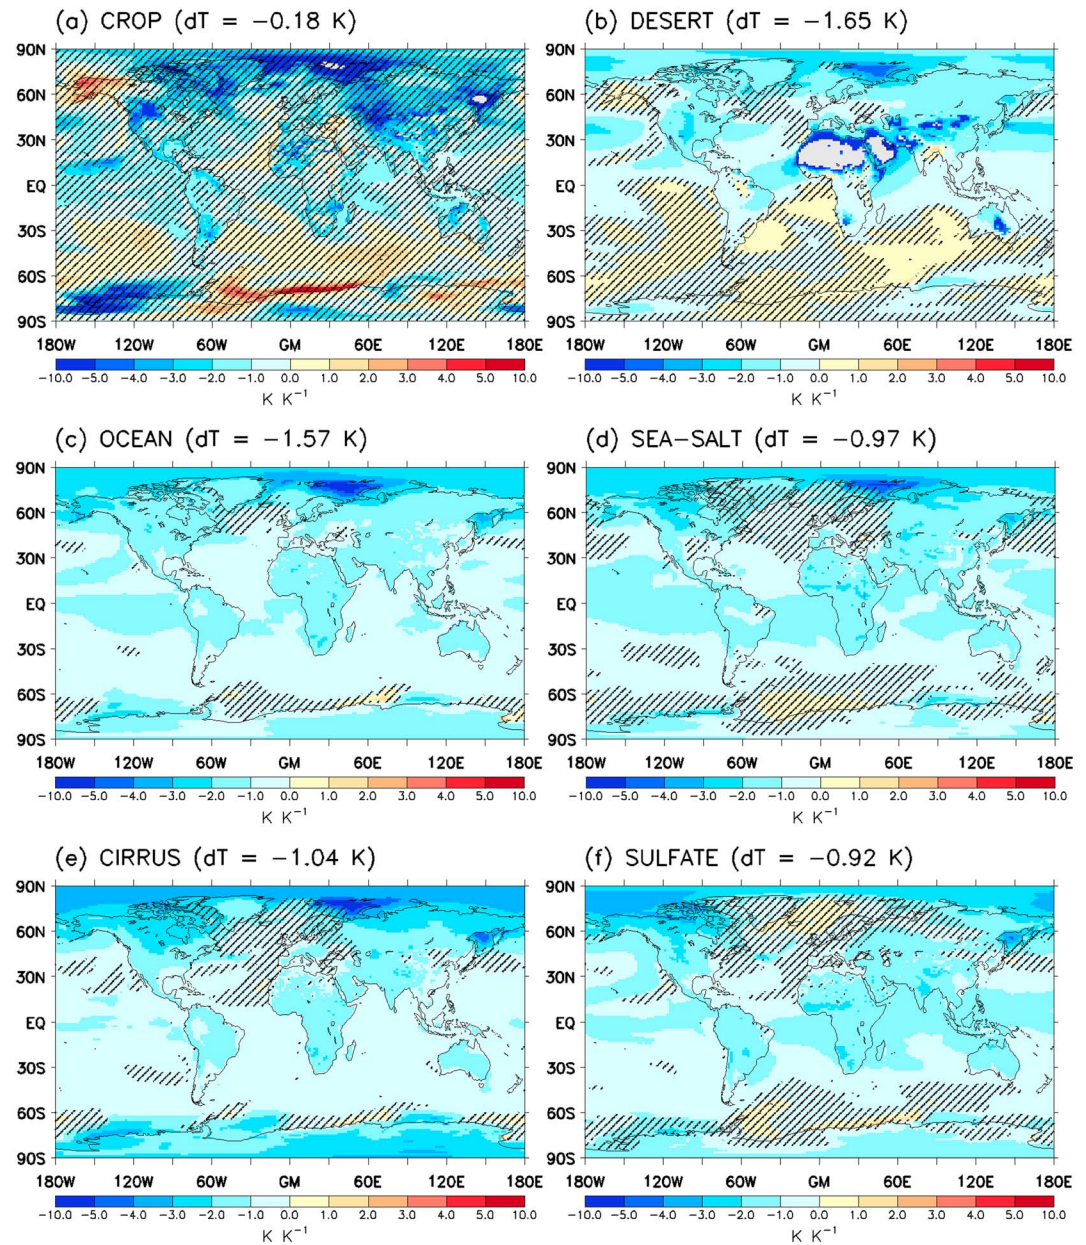 (a) CROP (dT = −0.18 K)
(b) DESERT (dT = −1.65 K)
90N
60N
30N
EQ
30S
60S
90S
180W 120W 60W GM 60E 120E 180E
−10.0 −5.0 −4.0 −3.0 −2.0 −1.0 0.0 1.0 2.0 3.0 4.0 5.0 10.0
K K⁻¹
90N
60N
30N
EQ
30S
60S
90S
180W 120W 60W GM 60E 120E 180E
−10.0 −5.0 −4.0 −3.0 −2.0 −1.0 0.0 1.0 2.0 3.0 4.0 5.0 10.0
K K⁻¹
(c) OCEAN (dT = −1.57 K)
(d) SEA−SALT (dT = −0.97 K)
90N
60N
30N
EQ
30S
60S
90S
180W 120W 60W GM 60E 120E 180E
−10.0 −5.0 −4.0 −3.0 −2.0 −1.0 0.0 1.0 2.0 3.0 4.0 5.0 10.0
K K⁻¹
90N
60N
30N
EQ
30S
60S
90S
180W 120W 60W GM 60E 120E 180E
−10.0 −5.0 −4.0 −3.0 −2.0 −1.0 0.0 1.0 2.0 3.0 4.0 5.0 10.0
K K⁻¹
(e) CIRRUS (dT = −1.04 K)
(f) SULFATE (dT = −0.92 K)
90N
60N
30N
EQ
30S
60S
90S
180W 120W 60W GM 60E 120E 180E
−10.0 −5.0 −4.0 −3.0 −2.0 −1.0 0.0 1.0 2.0 3.0 4.0 5.0 10.0
K K⁻¹
90N
60N
30N
EQ
30S
60S
90S
180W 120W 60W GM 60E 120E 180E
−10.0 −5.0 −4.0 −3.0 −2.0 −1.0 0.0 1.0 2.0 3.0 4.0 5.0 10.0
K K⁻¹